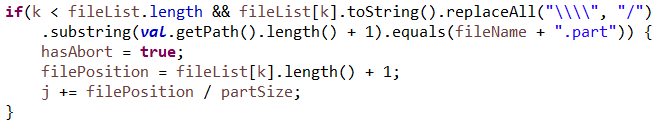 if(k < fileList.length && fileList[k].toString().replaceAll("\\\\", "/")
.substring(val.getPath().length() + 1).equals(fileName + ".part")) {
hasAbort = true;
filePosition = fileList[k].length() + 1;
j += filePosition / partSize;
}